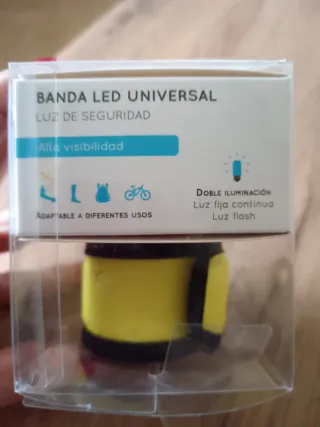 BANDA LED UNIVERSAL
LUZ DE SEGURIDAD
Alta visibilidad
DOBLE ILUMINACIÓN
Luz fija continua
Luz flash
ADAPTABLE A DIFERENTES USOS